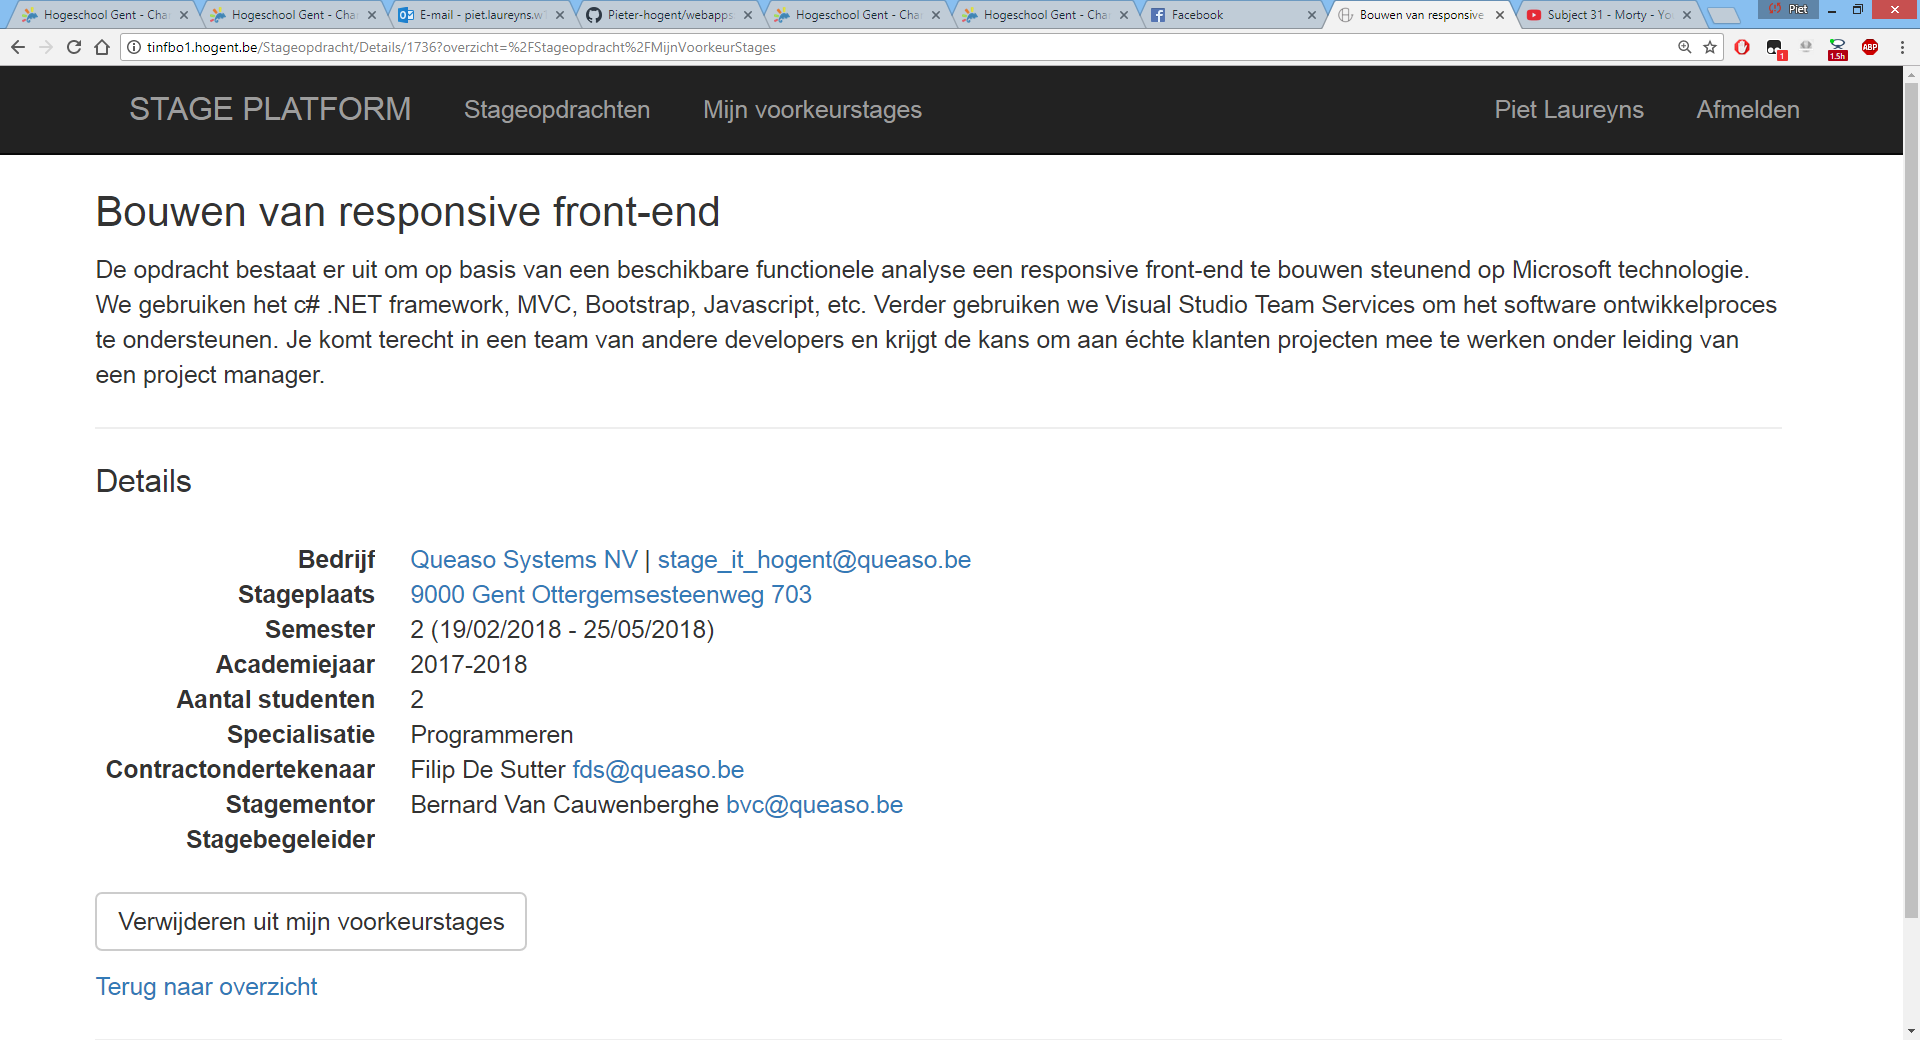 Hogeschool Gent - Cha
Hogeschool Gent - Cha
E-mail - piet.laureyns.w1
Pieter-hogent/webapps
Hogeschool Gent - Cha
Hogeschool Gent - Cha
Facebook
Bouwen van responsive
Subject 31 - Morty - Yo
Piet
tinfbo1.hogent.be/Stageopdracht/Details/1736?overzicht=%2FStageopdracht%2FMijnVoorkeurStages
1
1.5h
ABP
STAGE PLATFORM
Stageopdrachten
Mijn voorkeurstages
Piet Laureyns
Afmelden
Bouwen van responsive front-end
De opdracht bestaat er uit om op basis van een beschikbare functionele analyse een responsive front-end te bouwen steunend op Microsoft technologie.
We gebruiken het c# .NET framework, MVC, Bootstrap, Javascript, etc. Verder gebruiken we Visual Studio Team Services om het software ontwikkelproces
te ondersteunen. Je komt terecht in een team van andere developers en krijgt de kans om aan échte klanten projecten mee te werken onder leiding van
een project manager.
Details
Bedrijf Queaso Systems NV | stage_it_hogent@queaso.be
Stageplaats 9000 Gent Ottergemsesteenweg 703
Semester 2 (19/02/2018 - 25/05/2018)
Academiejaar 2017-2018
Aantal studenten 2
Specialisatie Programmeren
Contractondertekenaar Filip De Sutter fds@queaso.be
Stagementor Bernard Van Cauwenberghe bvc@queaso.be
Stagebegeleider
Verwijderen uit mijn voorkeurstages
Terug naar overzicht